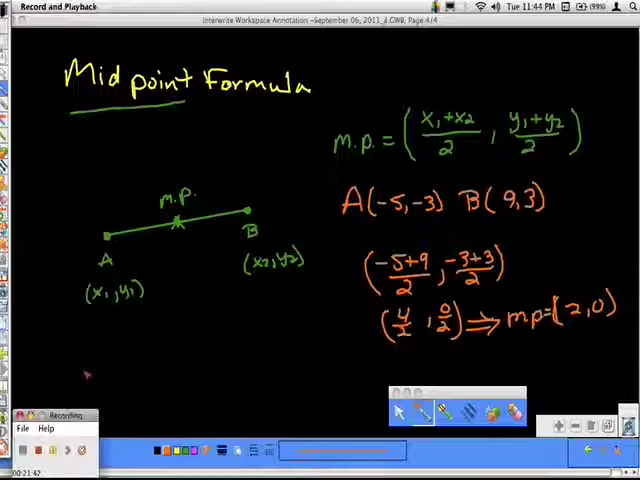 Record and Playback
(99%)
Tue 11:44 PM
Interwrite Workspace Annotation -September 06, 2011_3.GWB, Page:4/4
Midpoint Formula
m.p. = (x₁+x₂/2 , y₁+y₂/2)
A(-5,-3) B(9,3)
m.p.
A
B
(x₁,y₁)
(x₂,y₂)
(-5+9/2 , -3+3/2)
(4/2 , 0/2) ⇒ mp=(2,0)
Recording
File Help
00:21:47